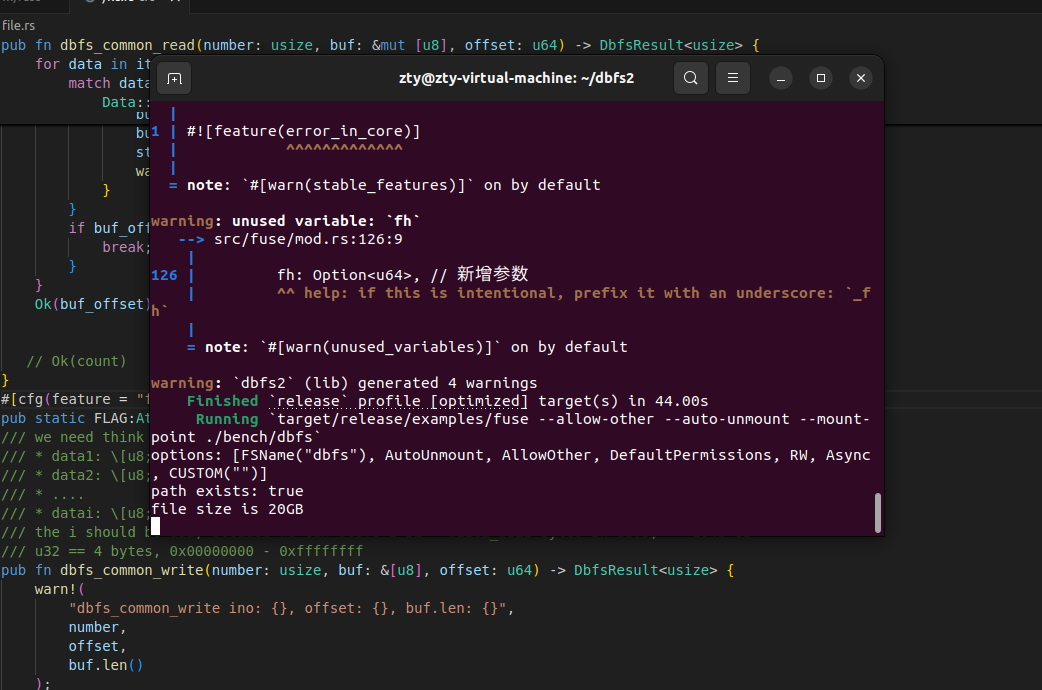 file.rs
pub fn dbfs_common_read(number: usize, buf: &mut [u8], offset: u64) -> DbfsResult<usize> {
for data in it
match data
Data::
bu
bu
st
wa
}
}
if buf_off
break;
}
}
Ok(buf_offset)
// Ok(count)
}
#[cfg(feature = "f
pub static FLAG:At
/// we need think
/// * data1: \[u8;
/// * data2: \[u8;
/// * ....
/// * datai: \[u8;
/// the i should b
/// u32 == 4 bytes, 0x00000000 - 0xffffffff
pub fn dbfs_common_write(number: usize, buf: &[u8], offset: u64) -> DbfsResult<usize> {
warn!(
"dbfs_common_write ino: {}, offset: {}, buf.len: {}",
number,
offset,
buf.len()
);
zty@zty-virtual-machine: ~/dbfs2
|
1 | #![feature(error_in_core)]
| ^^^^^^^^^^^^^
|
= note: `#[warn(stable_features)]` on by default
warning: unused variable: `fh`
--> src/fuse/mod.rs:126:9
|
126 | fh: Option<u64>, // 新增参数
| ^^ help: if this is intentional, prefix it with an underscore: `_f
h`
|
= note: `#[warn(unused_variables)]` on by default
warning: `dbfs2` (lib) generated 4 warnings
Finished `release` profile [optimized] target(s) in 44.00s
Running `target/release/examples/fuse --allow-other --auto-unmount --mount-
point ./bench/dbfs`
options: [FSName("dbfs"), AutoUnmount, AllowOther, DefaultPermissions, RW, Async
, CUSTOM("")]
path exists: true
file size is 20GB